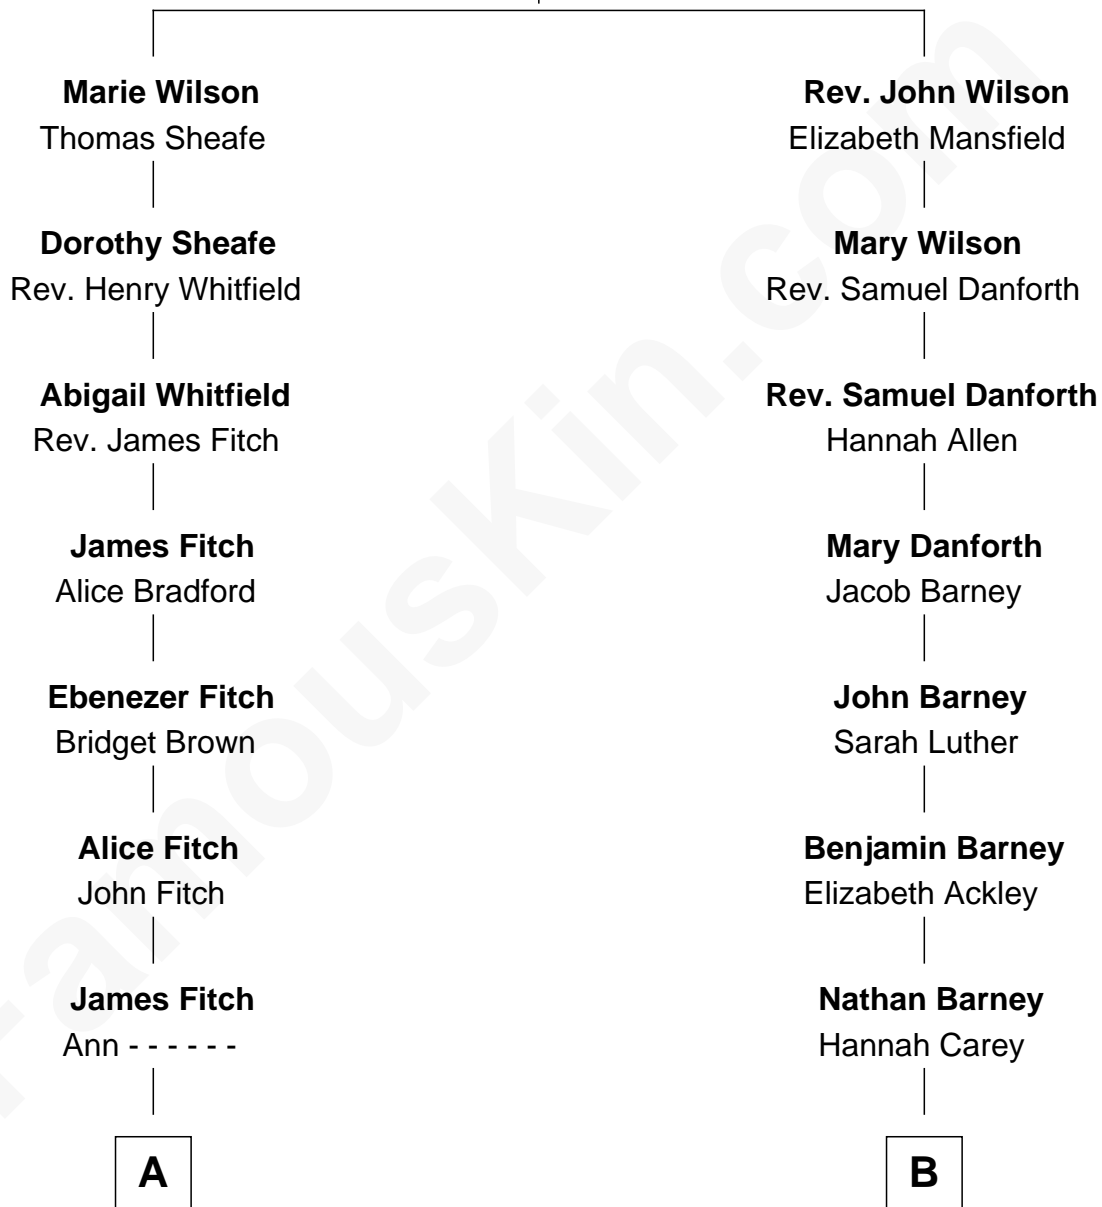 Marie Wilson
Thomas Sheafe
Dorothy Sheafe
Rev. Henry Whitfield
Abigail Whitfield
Rev. James Fitch
James Fitch
Alice Bradford
Ebenezer Fitch
Bridget Brown
Alice Fitch
John Fitch
James Fitch
Ann - - - - - -
A
Rev. John Wilson
Elizabeth Mansfield
Mary Wilson
Rev. Samuel Danforth
Rev. Samuel Danforth
Hannah Allen
Mary Danforth
Jacob Barney
John Barney
Sarah Luther
Benjamin Barney
Elizabeth Ackley
Nathan Barney
Hannah Carey
B
FamousKin.com